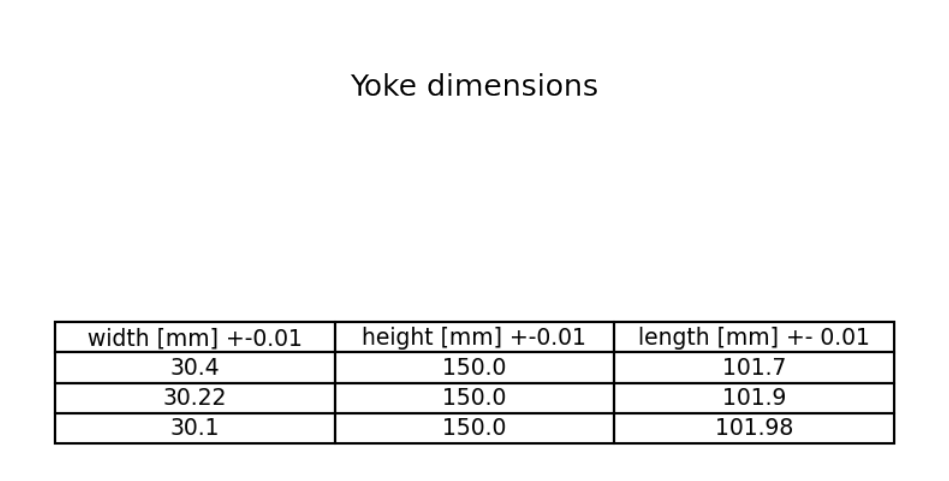 Yoke dimensions
width [mm] +-0.01 height [mm] +-0.01 length [mm] +- 0.01
30.4 150.0 101.7
30.22 150.0 101.9
30.1 150.0 101.98